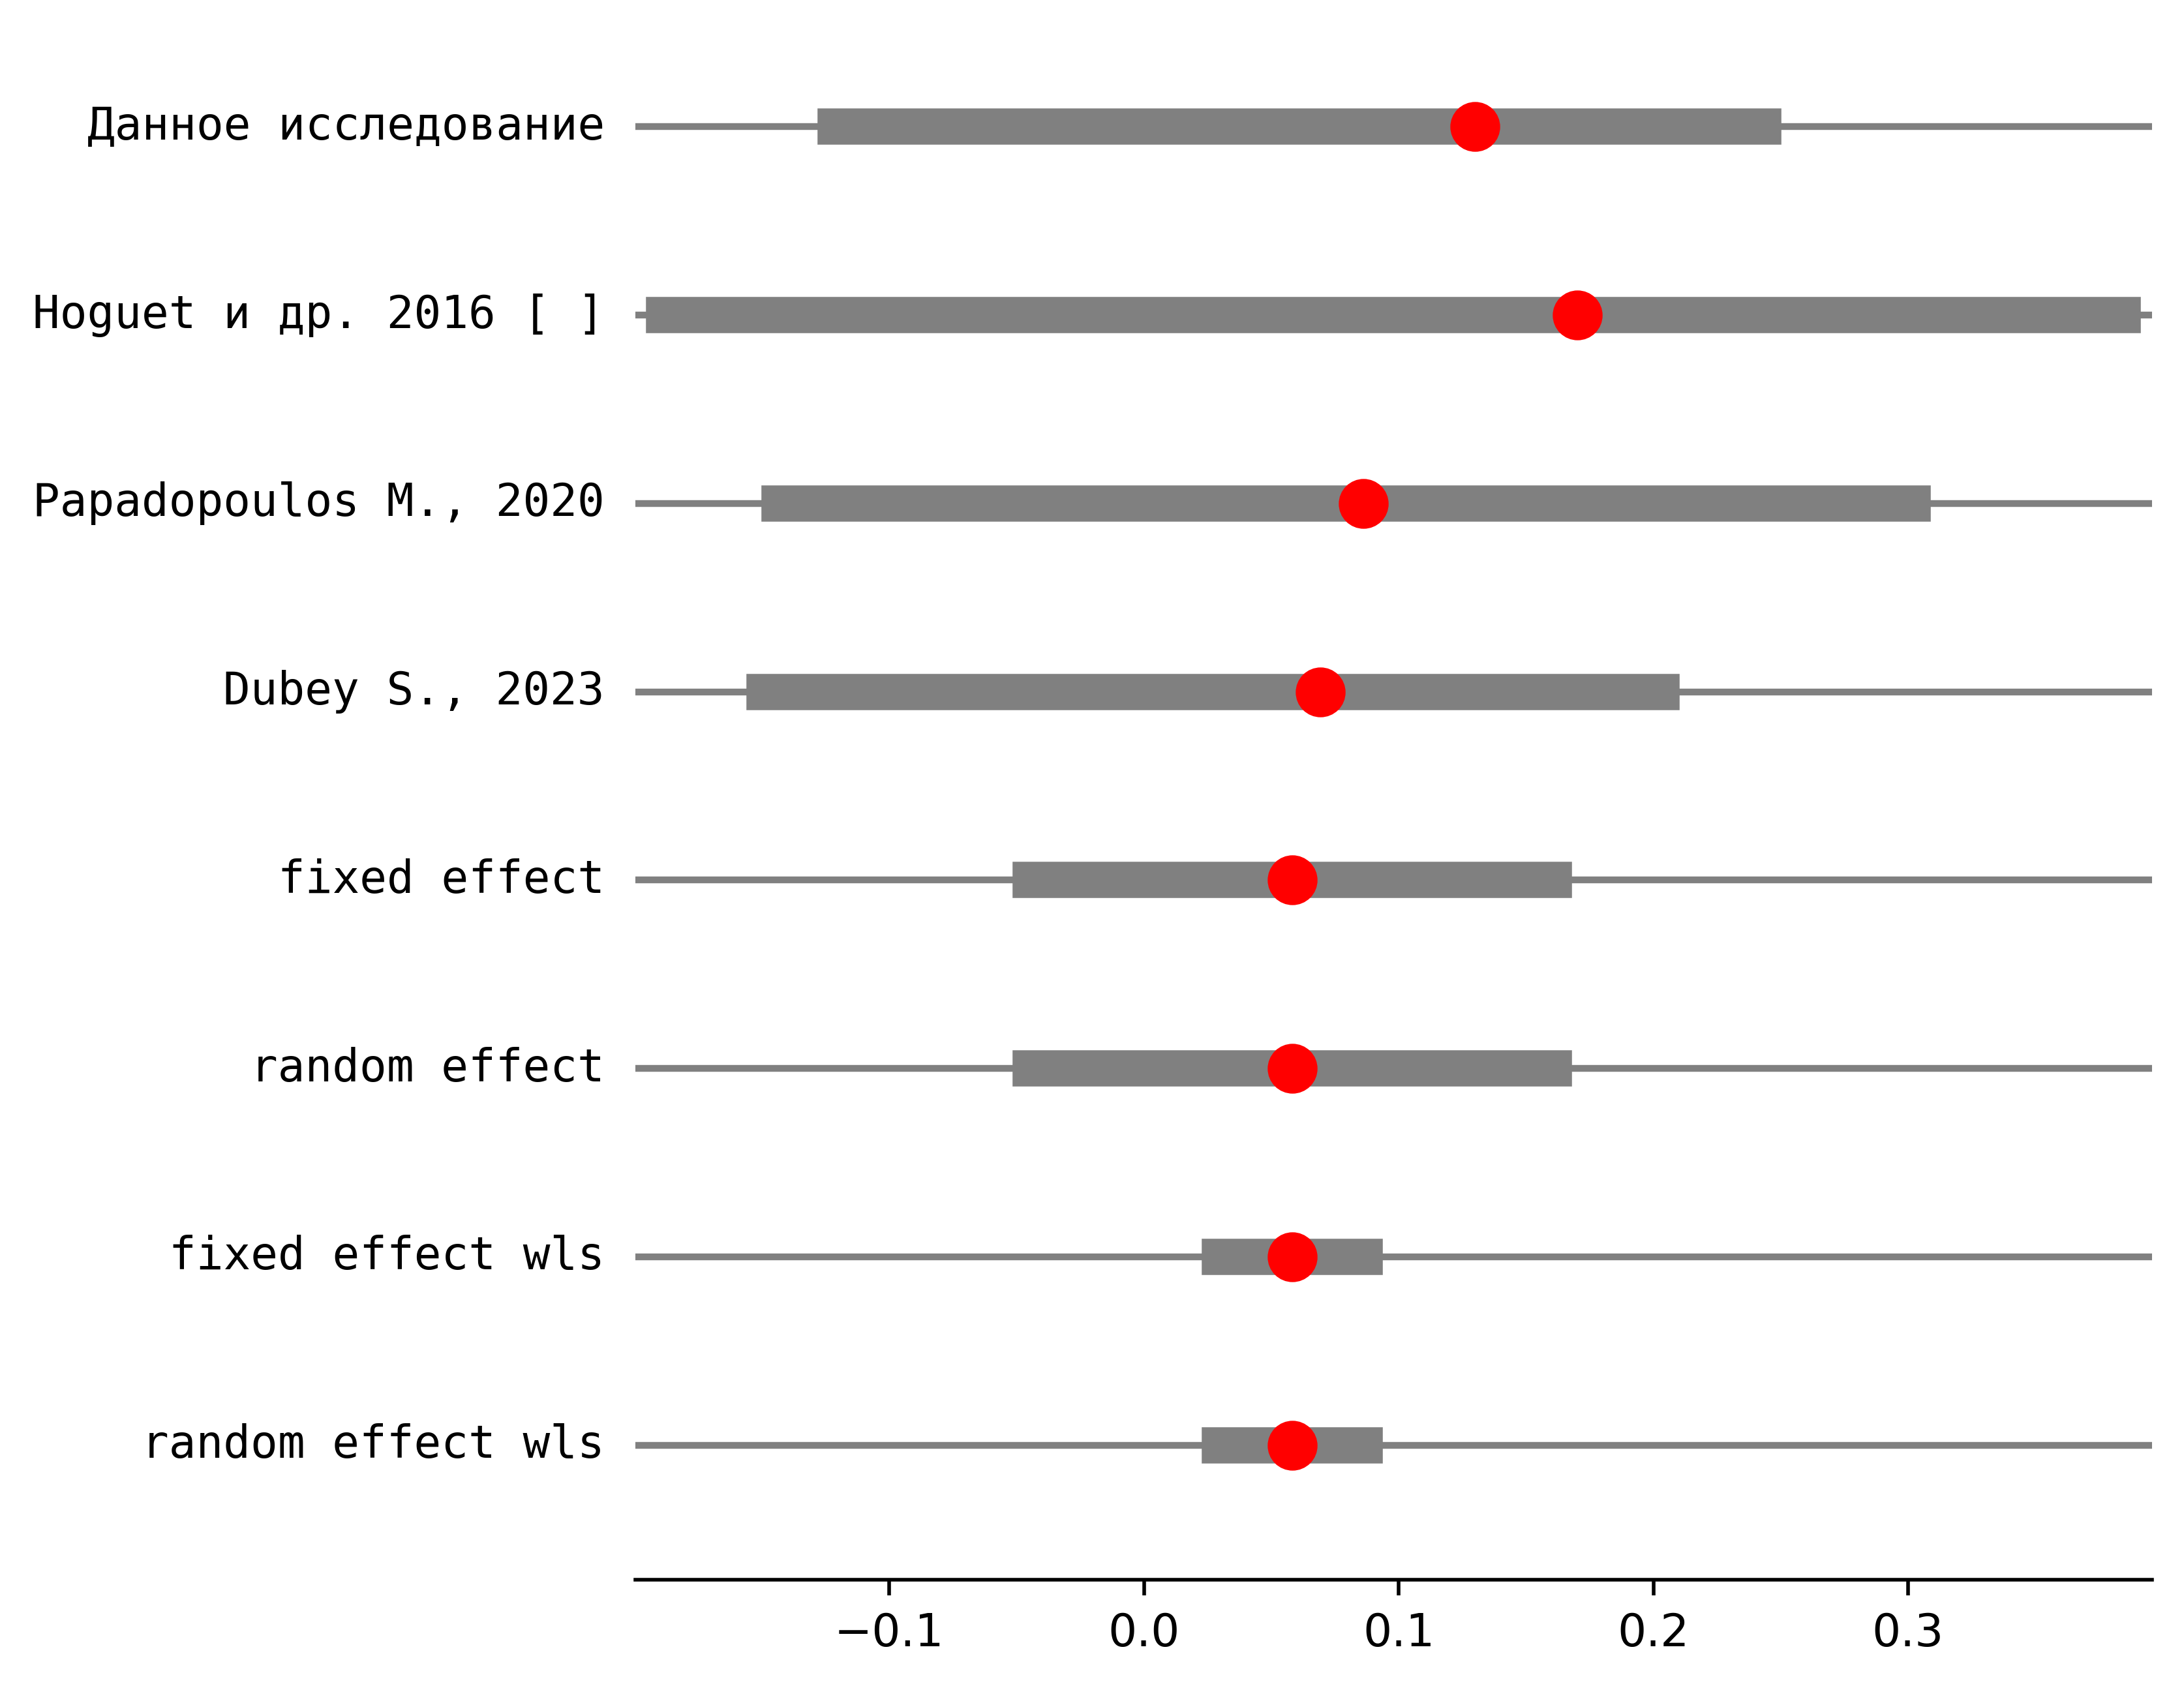 Данное исследование
Hoguet и др. 2016 [ ]
Papadopoulos M., 2020
Dubey S., 2023
fixed effect
random effect
fixed effect wls
random effect wls
−0.1 0.0 0.1 0.2 0.3